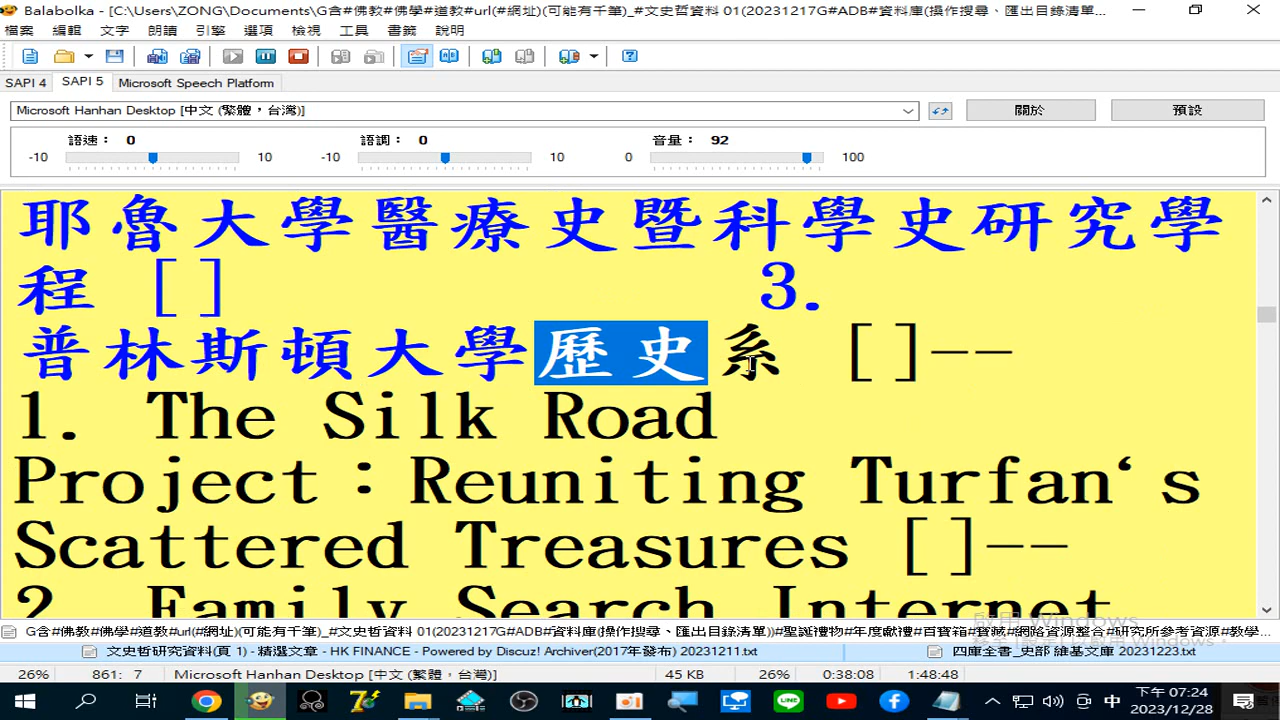 Balabolka - [C:\Users\ZONG\Documents\G含#佛教#佛學#道教#url(#網址)(可能有千筆)_#文史哲資料 01(20231217G#ADB#資料庫(操作搜尋、匯出目錄清單...
檔案 編輯 文字 朗讀 引擎 選項 檢視 工具 書籤 說明
SAPI 4 SAPI 5 Microsoft Speech Platform
Microsoft Hanhan Desktop [中文 (繁體，台灣)] 關於 預設
語速： 0 語調： 0 音量： 92
-10 10 -10 10 0 100
耶魯大學醫療史暨科學史研究學
程 [] 3.
普林斯頓大學歷史系 []--
1. The Silk Road
Project：Reuniting Turfan‘s
Scattered Treasures []--
2. Family Search Internet
啟用 Windows
G含#佛教#佛學#道教#url(#網址)(可能有千筆)_#文史哲資料 01(20231217G#ADB#資料庫(操作搜尋、匯出目錄清單))#聖誕禮物#年度獻禮#百寶箱#寶藏#網路資源整合#研究所參考資源#教學...
文史哲研究資料(頁 1) - 精選文章 - HK FINANCE - Powered by Discuz! Archiver(2017年發布) 20231211.txt 四庫全書_史部 維基文庫 20231223.txt
26% 861: 7 Microsoft Hanhan Desktop [中文 (繁體，台灣)] 45 KB 26% 0:38:08 1:48:48
中 下午 07:24
2023/12/28